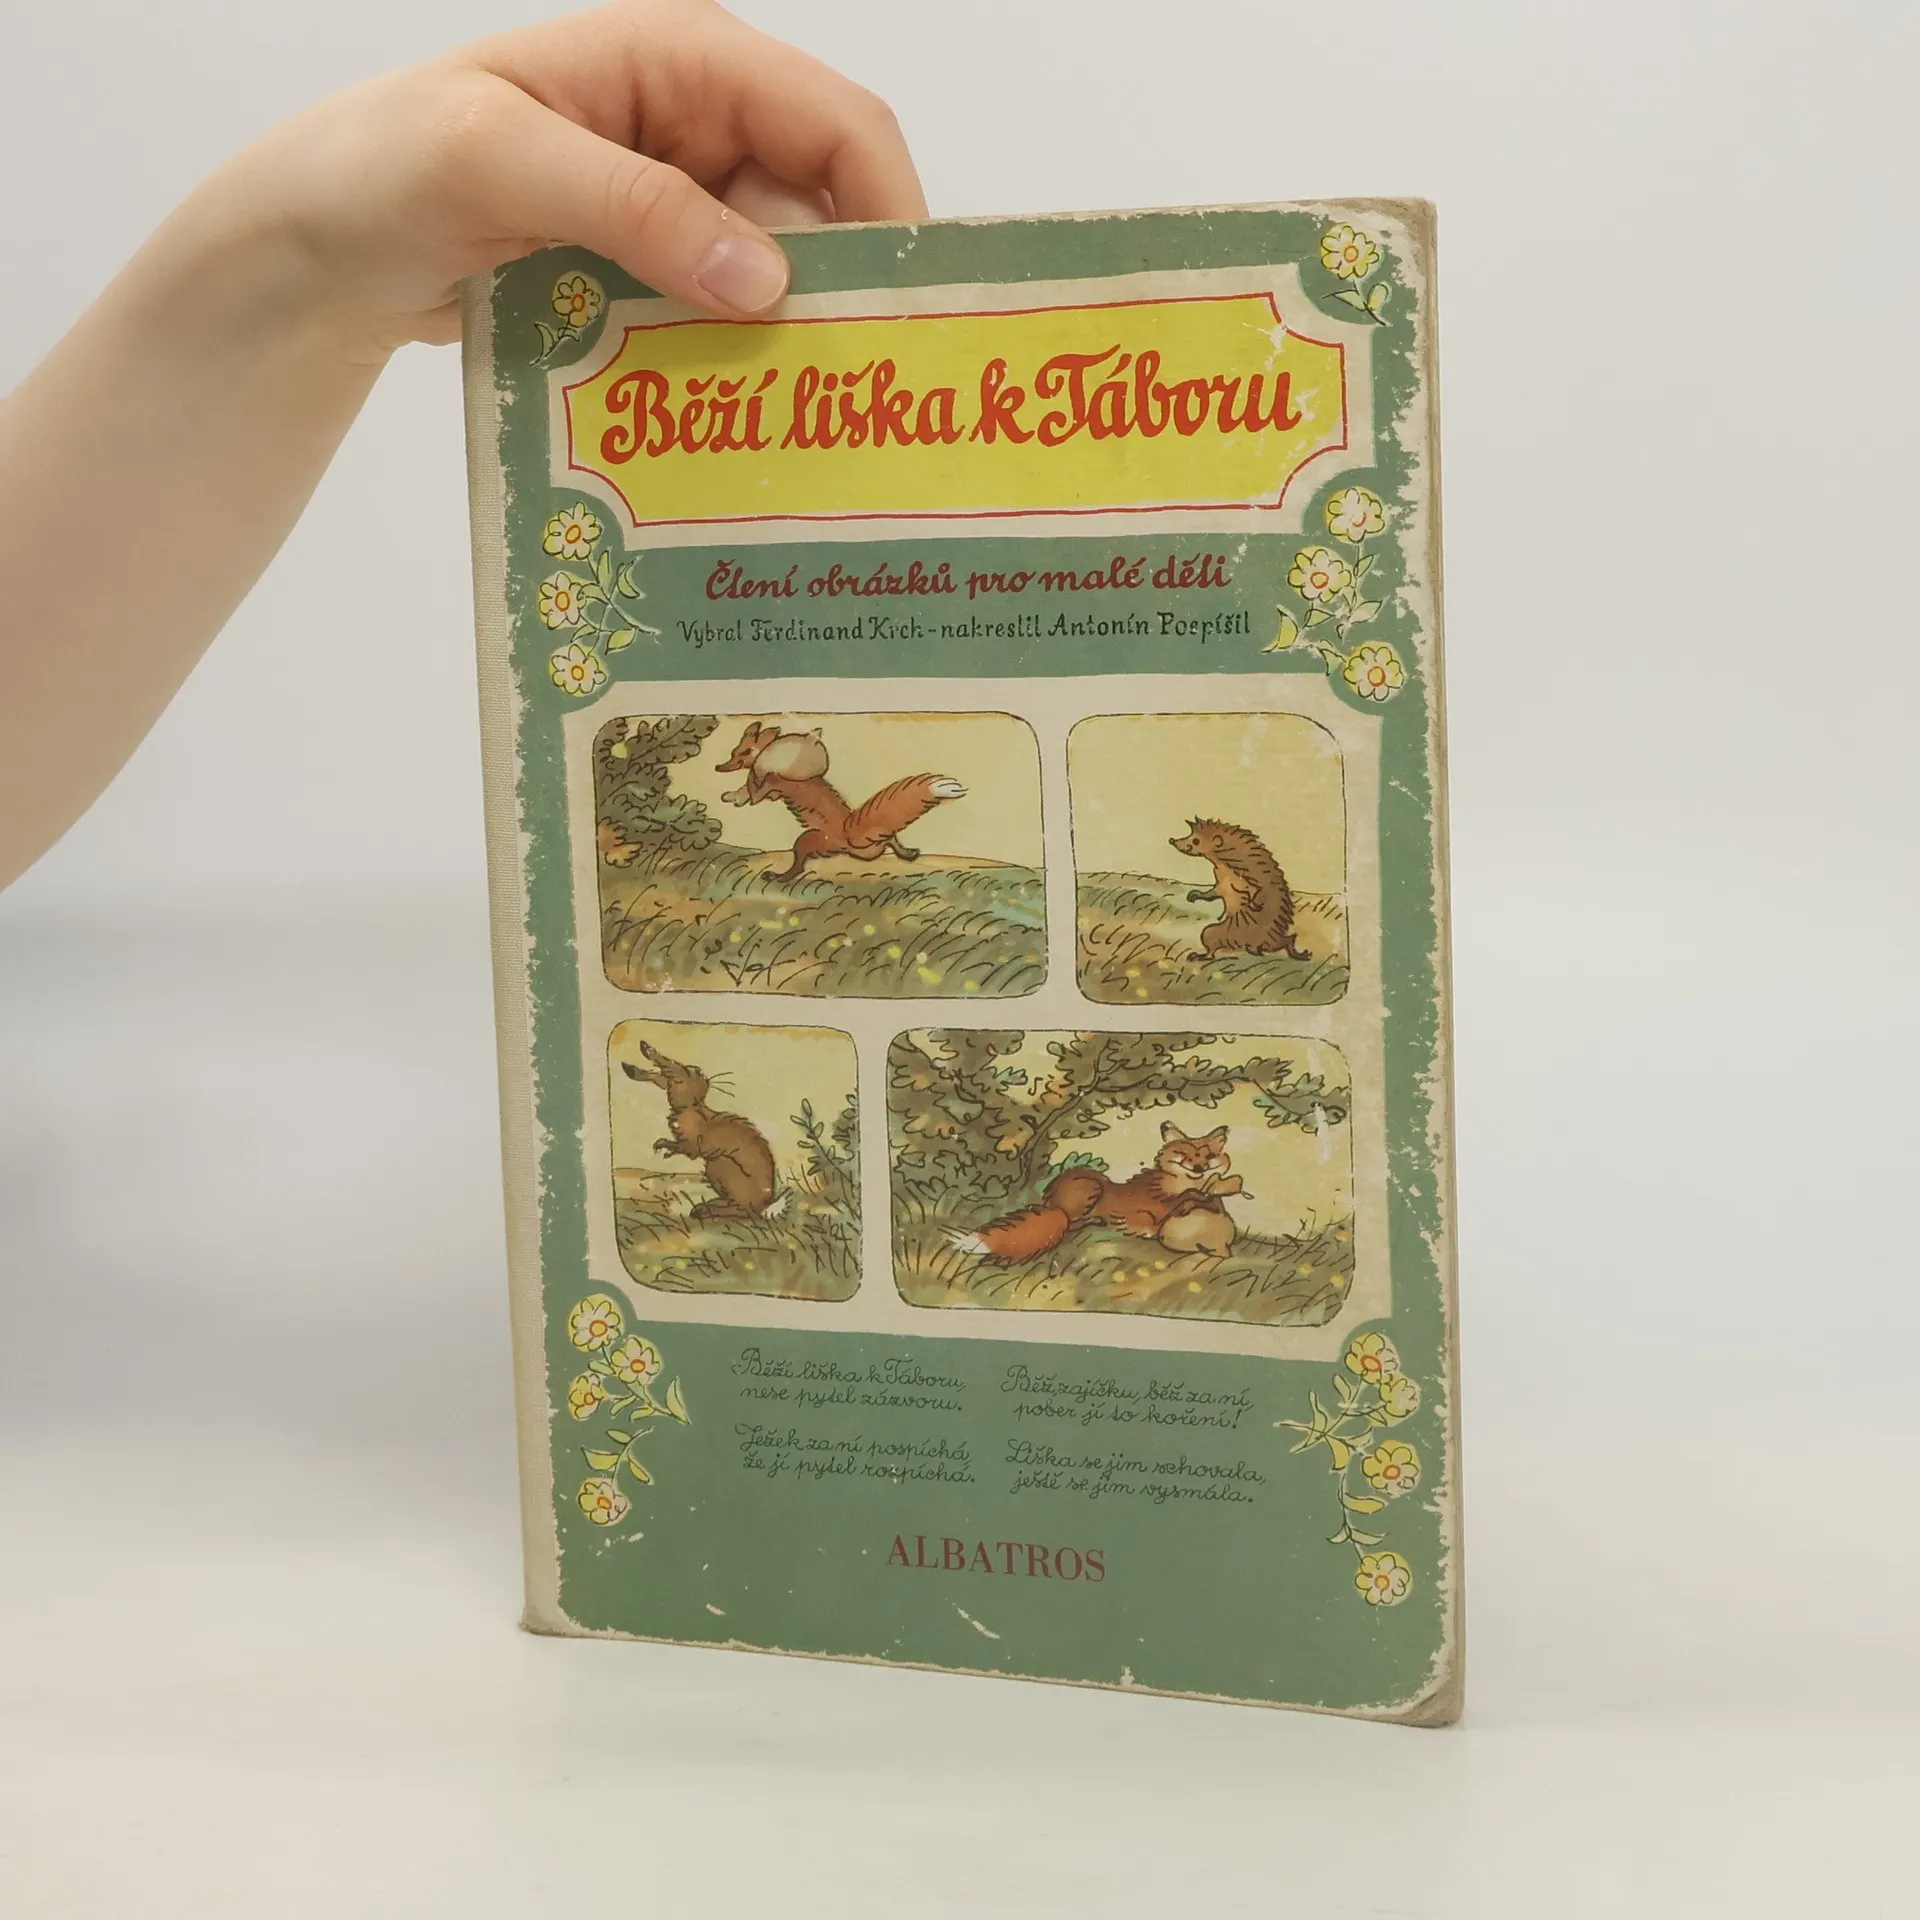 Běží liška k Táboru
Čtení obrázků pro malé děti
Vybral Ferdinand Krch - nakreslil Antonín Pospíšil
Běží liška k Táboru,
nese pytel zázvoru.
Ježek za ní pospíchá,
že jí pytel rozpíchá.
Běž, zajíčku, běž za ní,
pober jí to koření!
Liška se jim schovala,
ještě se jim vysmála.
ALBATROS